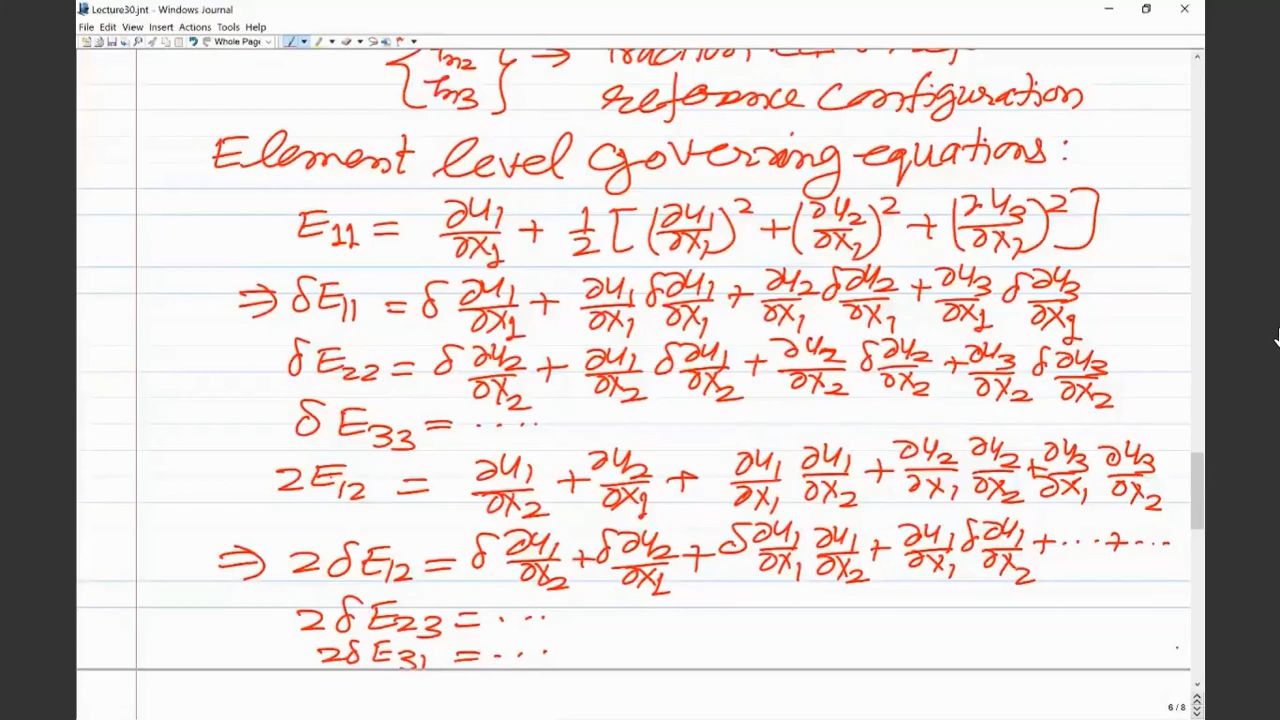 Lecture30.jnt - Windows Journal
File Edit View Insert Actions Tools Help
Whole Page
tn2 → traction
tn3 reference configuration
Element level governing equations:
E11 = ∂u1/∂X1 + 1/2 [(∂u1/∂X1)^2 + (∂u2/∂X2)^2 + (∂u3/∂X1)^2]
⇒ δE11 = δ ∂u1/∂X1 + ∂u1/∂X1 δ∂u1/∂X1 + ∂u2/∂X1 δ∂u2/∂X1 + ∂u3/∂X1 δ∂u3/∂X1
δE22 = δ ∂u2/∂X2 + ∂u1/∂X2 δ∂u1/∂X2 + ∂u2/∂X2 δ∂u2/∂X2 + ∂u3/∂X2 δ∂u3/∂X2
δE33 = .....
2E12 = ∂u1/∂X2 + ∂u2/∂X1 + ∂u1/∂X1 ∂u1/∂X2 + ∂u2/∂X1 ∂u2/∂X2 + ∂u3/∂X1 ∂u3/∂X2
⇒ 2δE12 = δ∂u1/∂X2 + δ∂u2/∂X1 + δ∂u1/∂X1 ∂u1/∂X2 + ∂u1/∂X1 δ∂u1/∂X2 + ... + ...
2δE23 = ...
2δE31 = ...
6 / 8